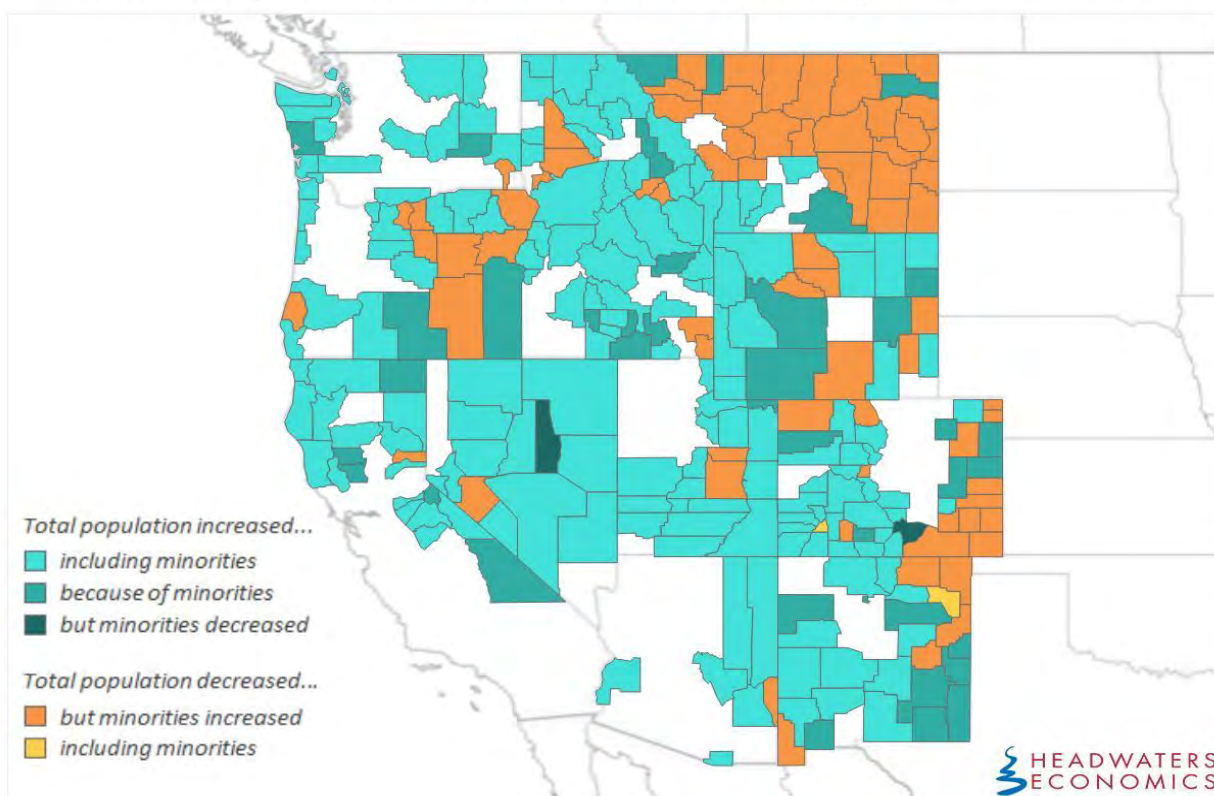 Total population increased...
including minorities
because of minorities
but minorities decreased
Total population decreased...
but minorities increased
including minorities
HEADWATERS
ECONOMICS